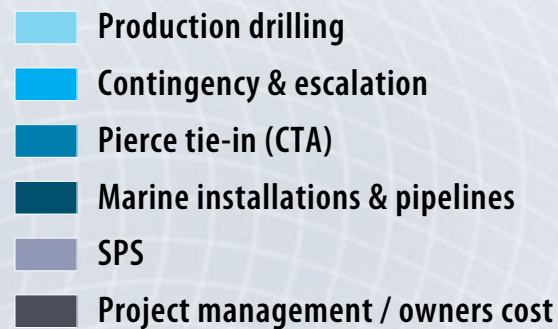 Production drilling
Contingency & escalation
Pierce tie-in (CTA)
Marine installations & pipelines
SPS
Project management / owners cost